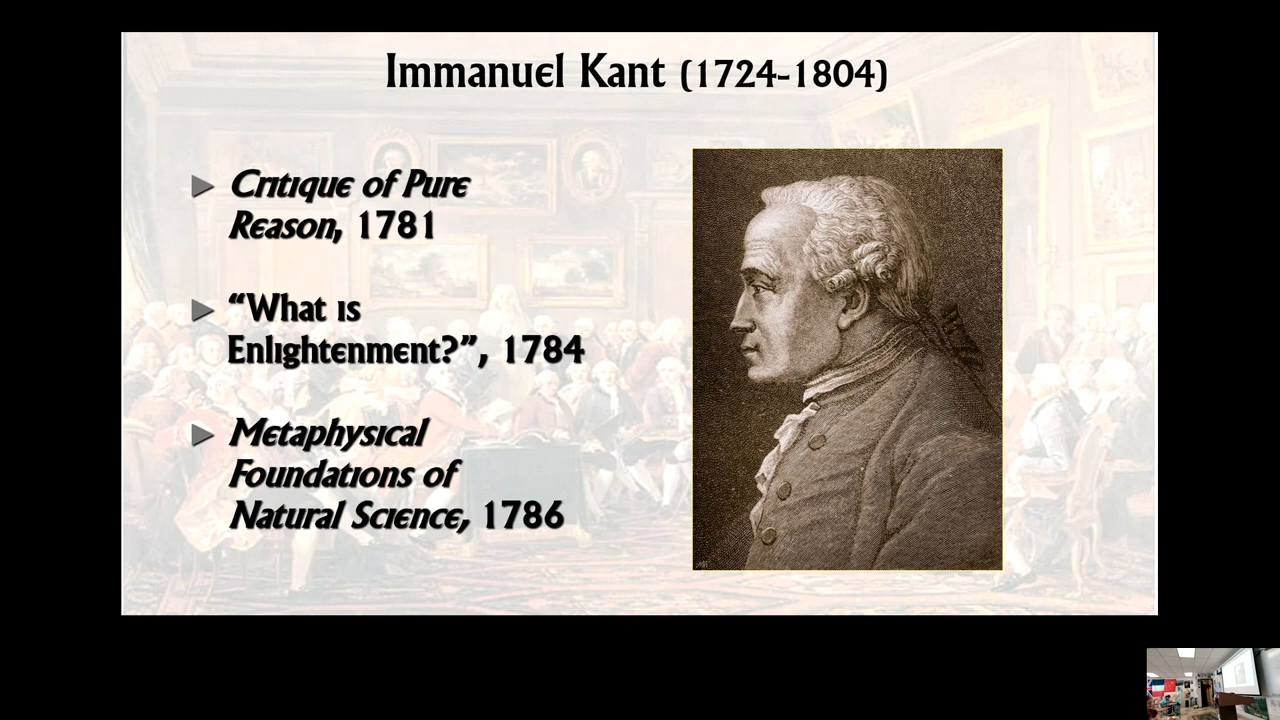 Immanuel Kant (1724-1804)
Critique of Pure
Reason, 1781
“What is
Enlightenment?”, 1784
Metaphysical
Foundations of
Natural Science, 1786